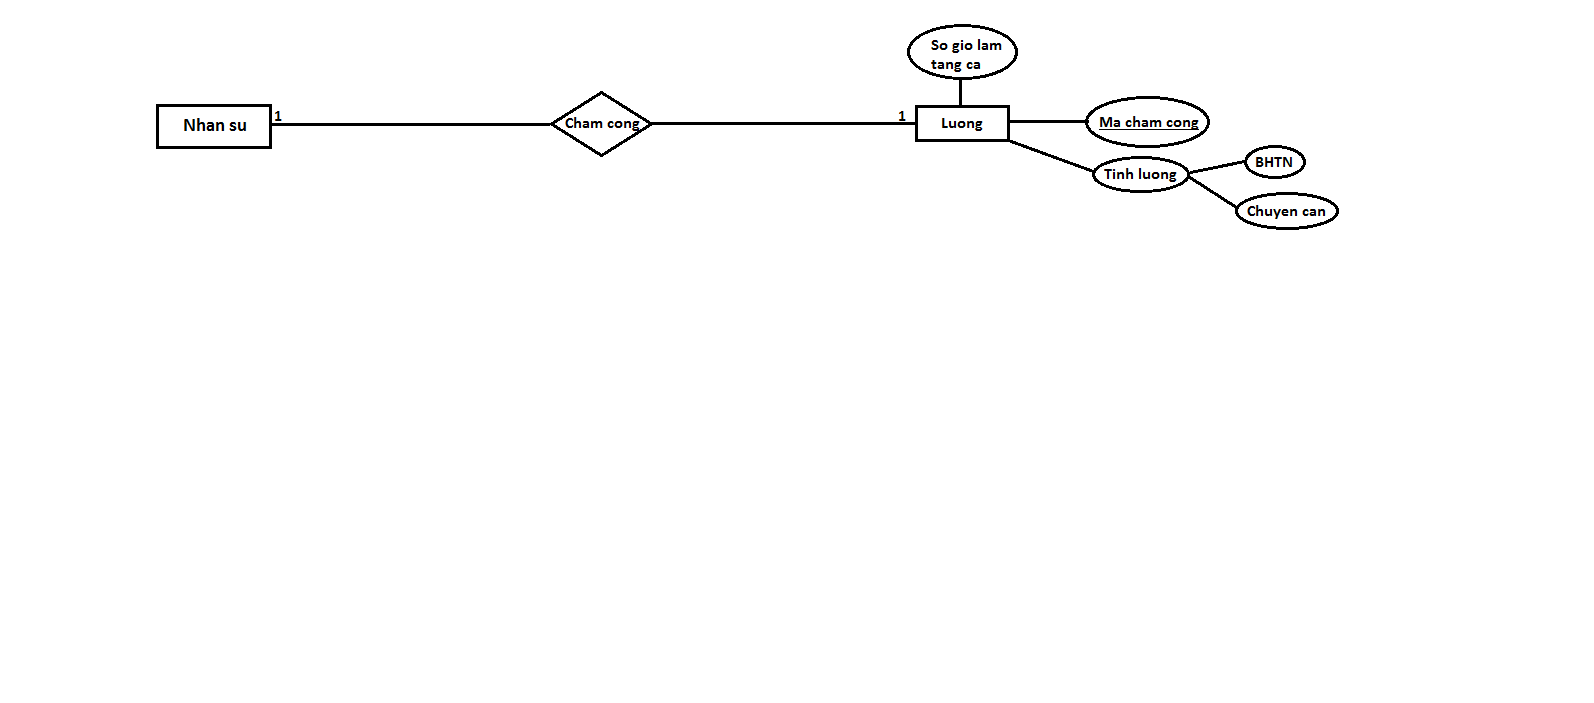 So gio lam
tang ca
Nhan su
1
Cham cong
1
Luong
Ma cham cong
Tinh luong
BHTN
Chuyen can